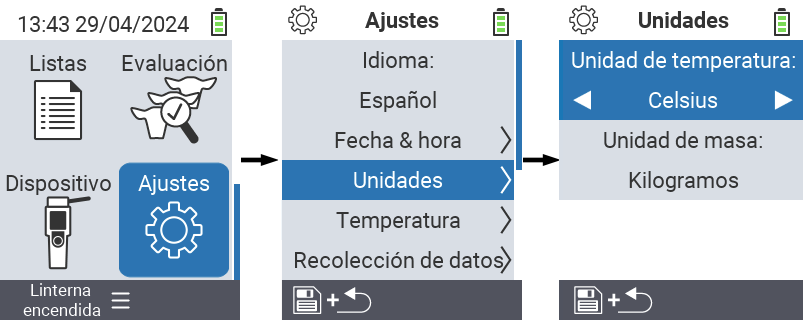 13:43 29/04/2024
Listas
Evaluación
Dispositivo
Ajustes
Linterna
encendida
Ajustes
Idioma:
Español
Fecha & hora
Unidades
Temperatura
Recolección de datos
+
Unidades
Unidad de temperatura:
Celsius
Unidad de masa:
Kilogramos
+